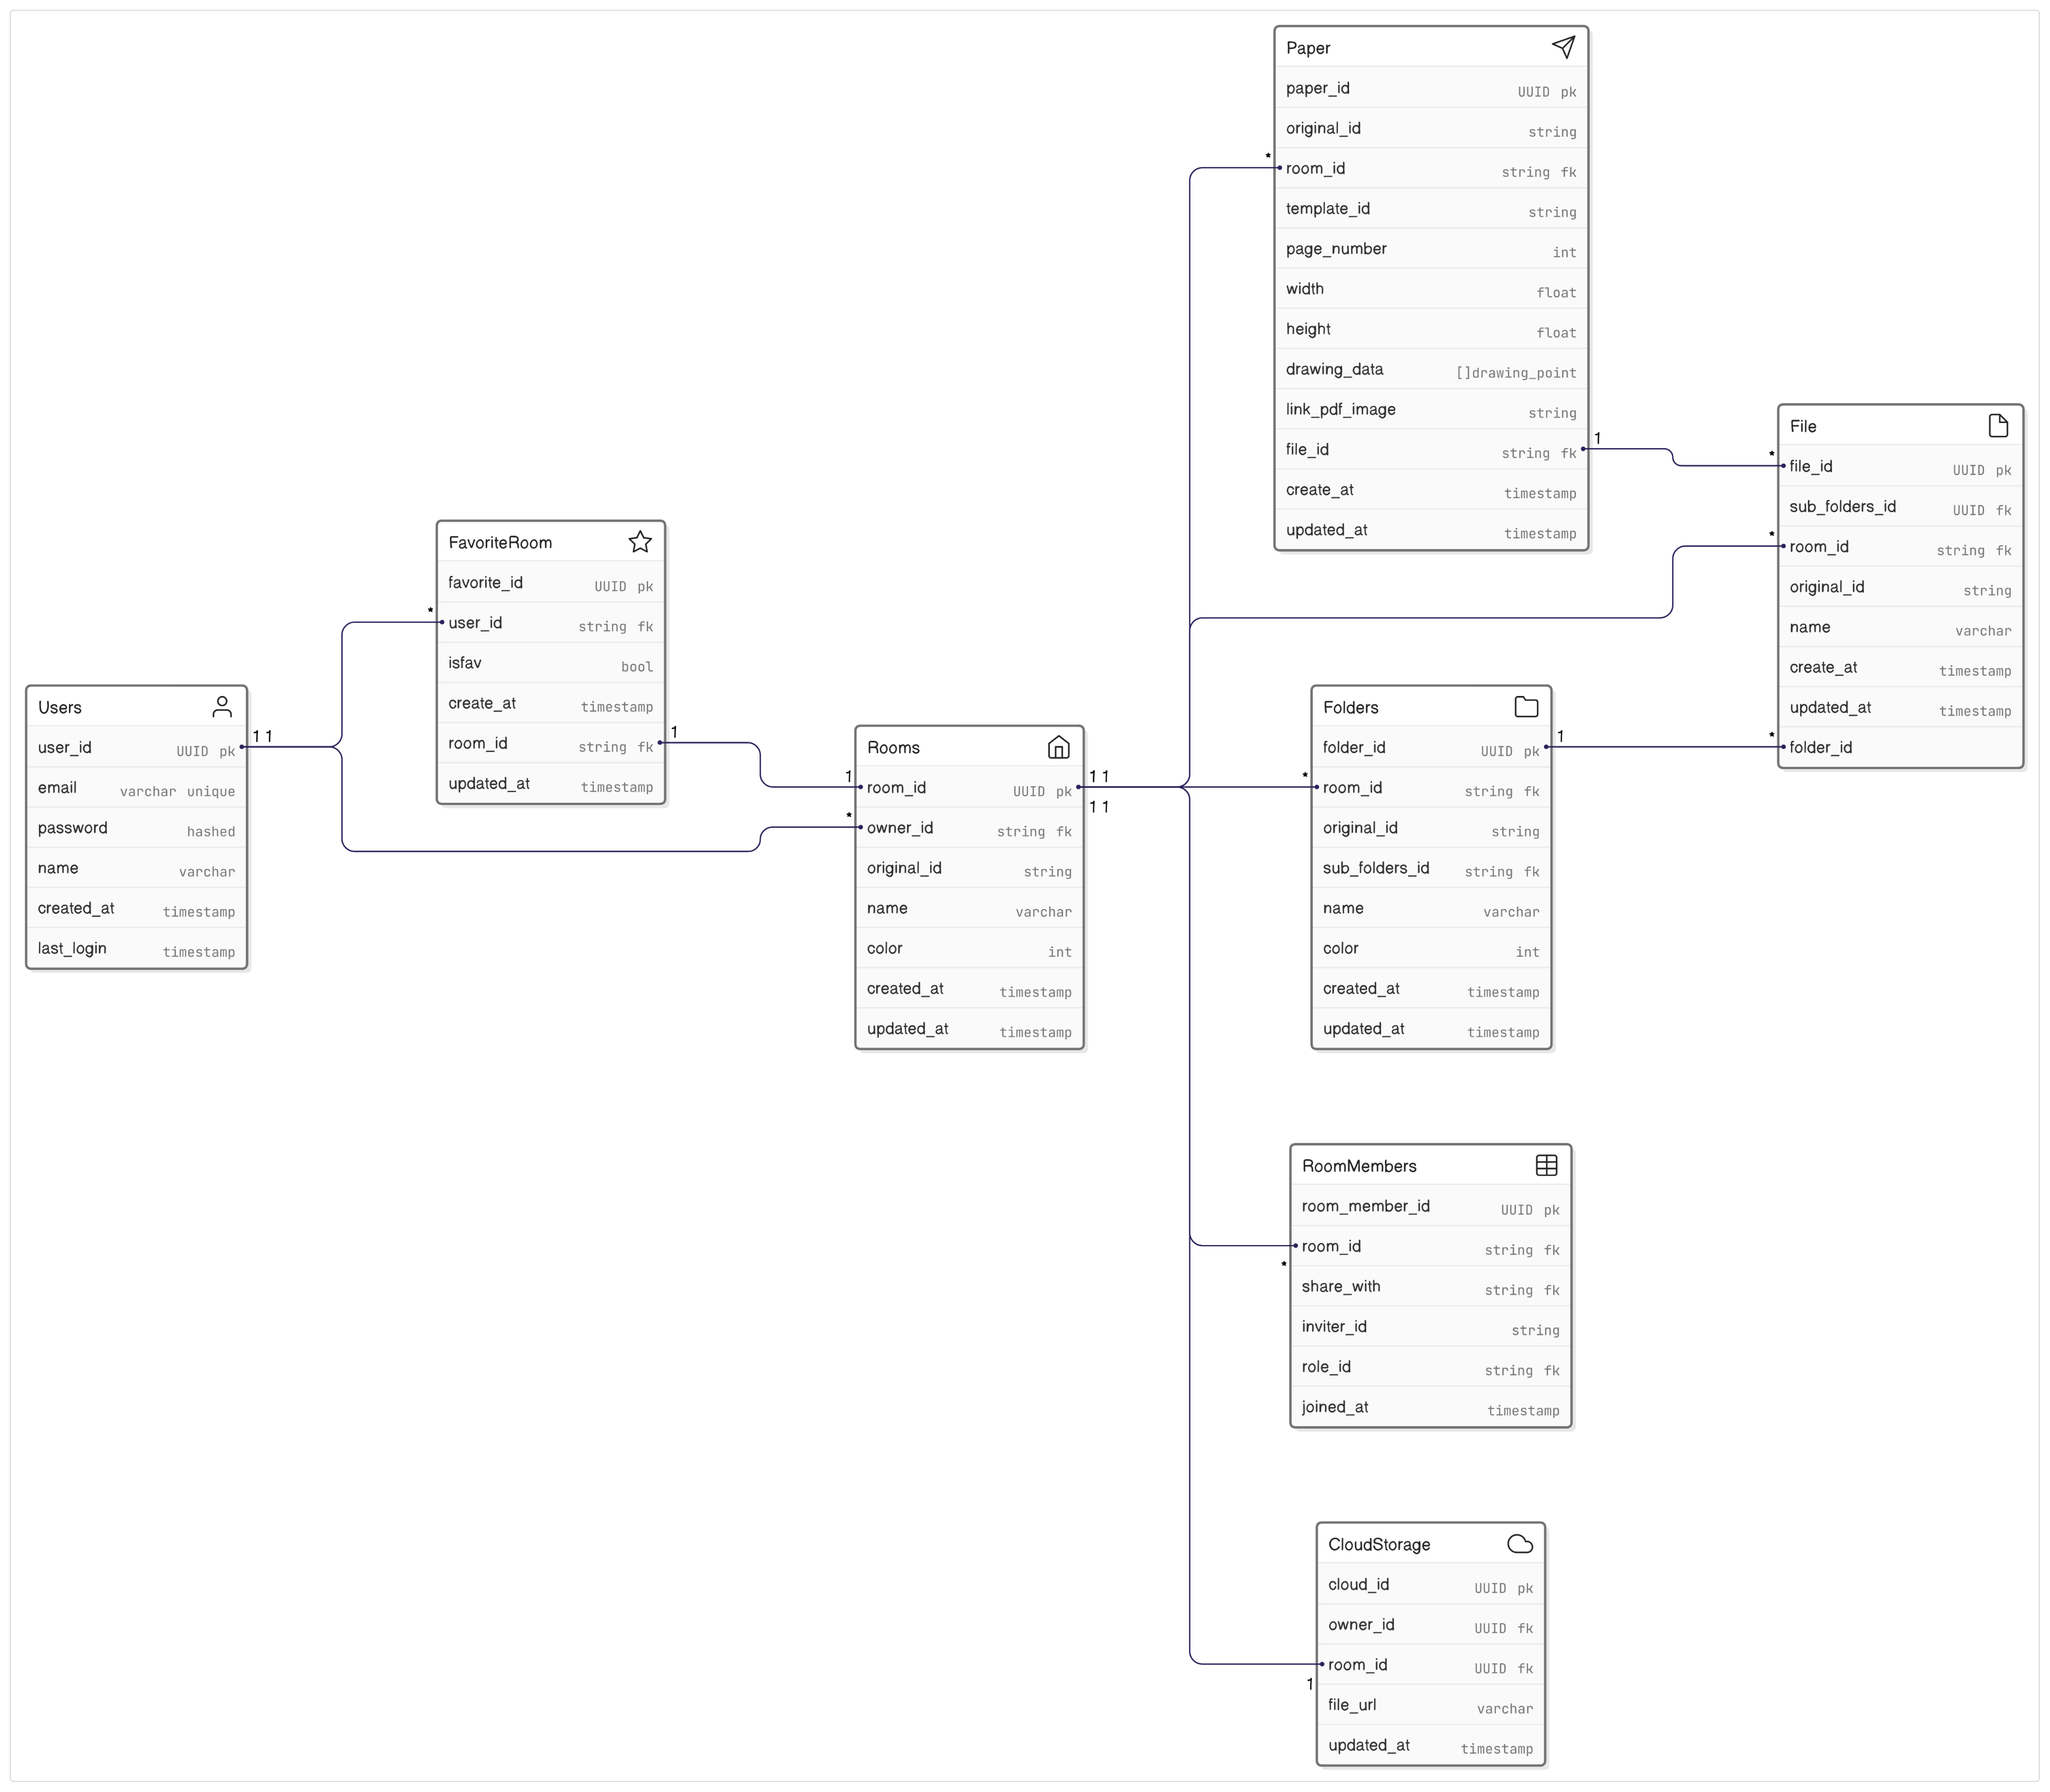 Paper
paper_id UUID pk
original_id string
* room_id string fk
template_id string
page_number int
width float
height float
drawing_data []drawing_point
link_pdf_image string
file_id string fk 1
create_at timestamp
updated_at timestamp
File
* file_id UUID pk
sub_folders_id UUID fk
* room_id string fk
original_id string
name varchar
create_at timestamp
updated_at timestamp
* folder_id
FavoriteRoom
favorite_id UUID pk
* user_id string fk
isfav bool
create_at timestamp
room_id string fk 1
updated_at timestamp
Users
user_id UUID pk 1 1
email varchar unique
password hashed
name varchar
created_at timestamp
last_login timestamp
Rooms
1 room_id UUID pk 1 1
1 1
* owner_id string fk
original_id string
name varchar
color int
created_at timestamp
updated_at timestamp
Folders
folder_id UUID pk 1
* room_id string fk
original_id string
sub_folders_id string fk
name varchar
color int
created_at timestamp
updated_at timestamp
RoomMembers
room_member_id UUID pk
room_id string fk
*
share_with string fk
inviter_id string
role_id string fk
joined_at timestamp
CloudStorage
cloud_id UUID pk
owner_id UUID fk
room_id UUID fk
1
file_url varchar
updated_at timestamp